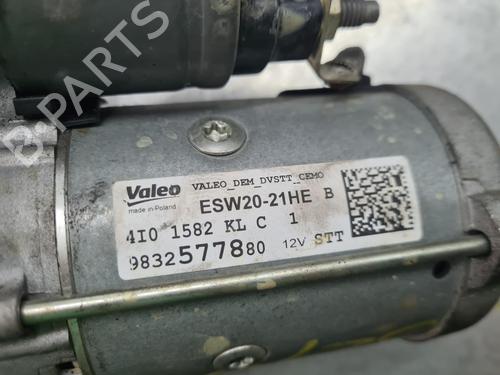 B-PARTS
Valeo VALEO_DEM_DVSTT_CEMO
made in Poland ESW20-21HE B
4I0 1582 KL C 1
9832577880 12V STT